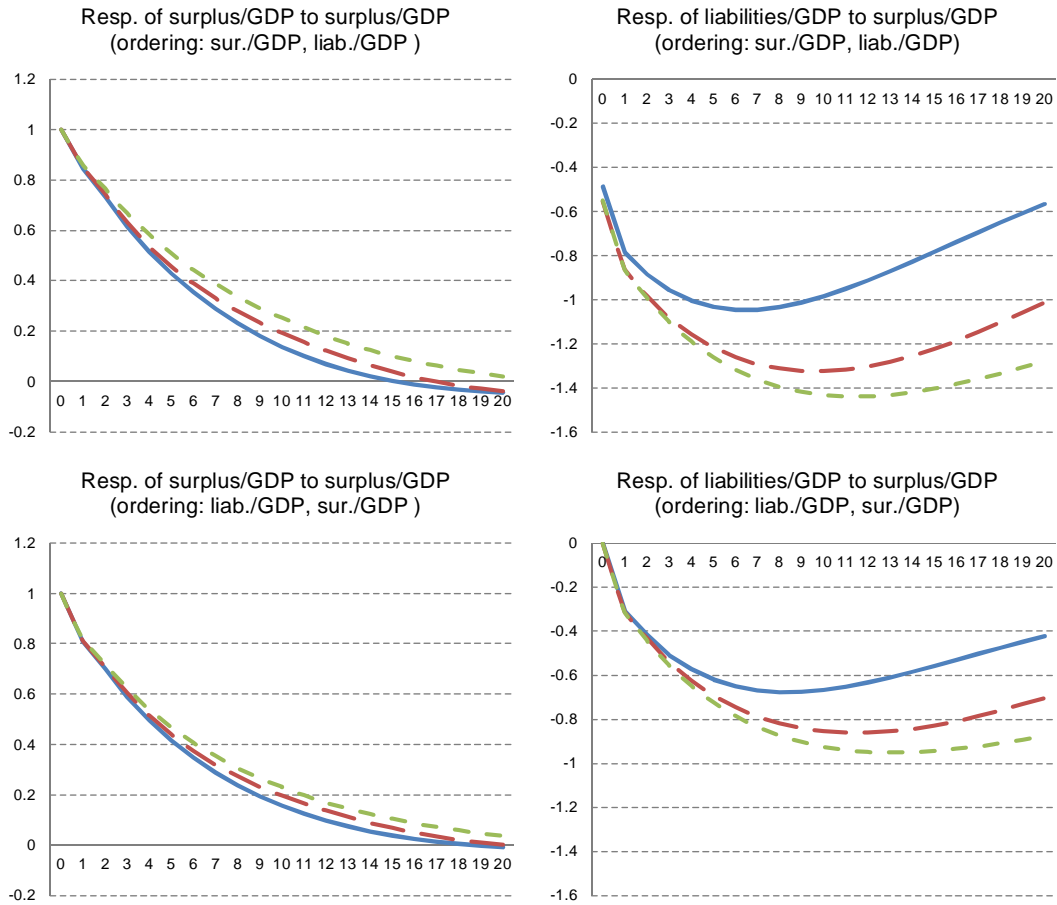 Resp. of surplus/GDP to surplus/GDP
(ordering: sur./GDP, liab./GDP )
1.2
1
0.8
0.6
0.4
0.2
0
-0.2
0 1 2 3 4 5 6 7 8 9 10 11 12 13 14 15 16 17 18 19 20
Resp. of liabilities/GDP to surplus/GDP
(ordering: sur./GDP, liab./GDP)
0
0 1 2 3 4 5 6 7 8 9 10 11 12 13 14 15 16 17 18 19 20
-0.2
-0.4
-0.6
-0.8
-1
-1.2
-1.4
-1.6
Resp. of surplus/GDP to surplus/GDP
(ordering: liab./GDP, sur./GDP )
1.2
1
0.8
0.6
0.4
0.2
0
0 1 2 3 4 5 6 7 8 9 10 11 12 13 14 15 16 17 18 19 20
-0.2
Resp. of liabilities/GDP to surplus/GDP
(ordering: liab./GDP, sur./GDP)
0
0 1 2 3 4 5 6 7 8 9 10 11 12 13 14 15 16 17 18 19 20
-0.2
-0.4
-0.6
-0.8
-1
-1.2
-1.4
-1.6